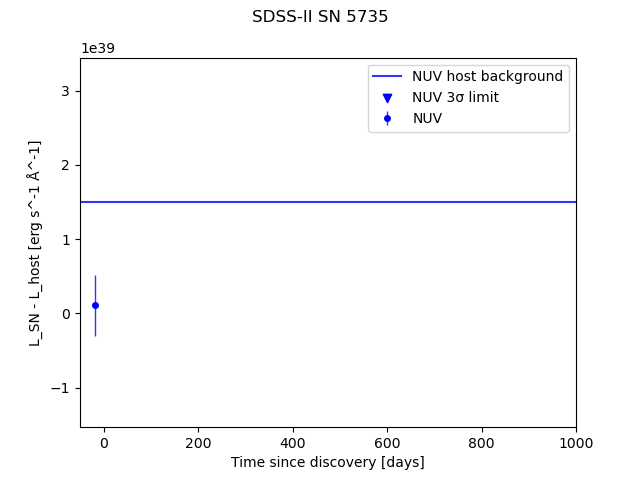 SDSS-II SN 5735
1e39
NUV host background
NUV 3σ limit
NUV
3
2
1
0
−1
L_SN - L_host [erg s^-1 Å^-1]
0 200 400 600 800 1000
Time since discovery [days]